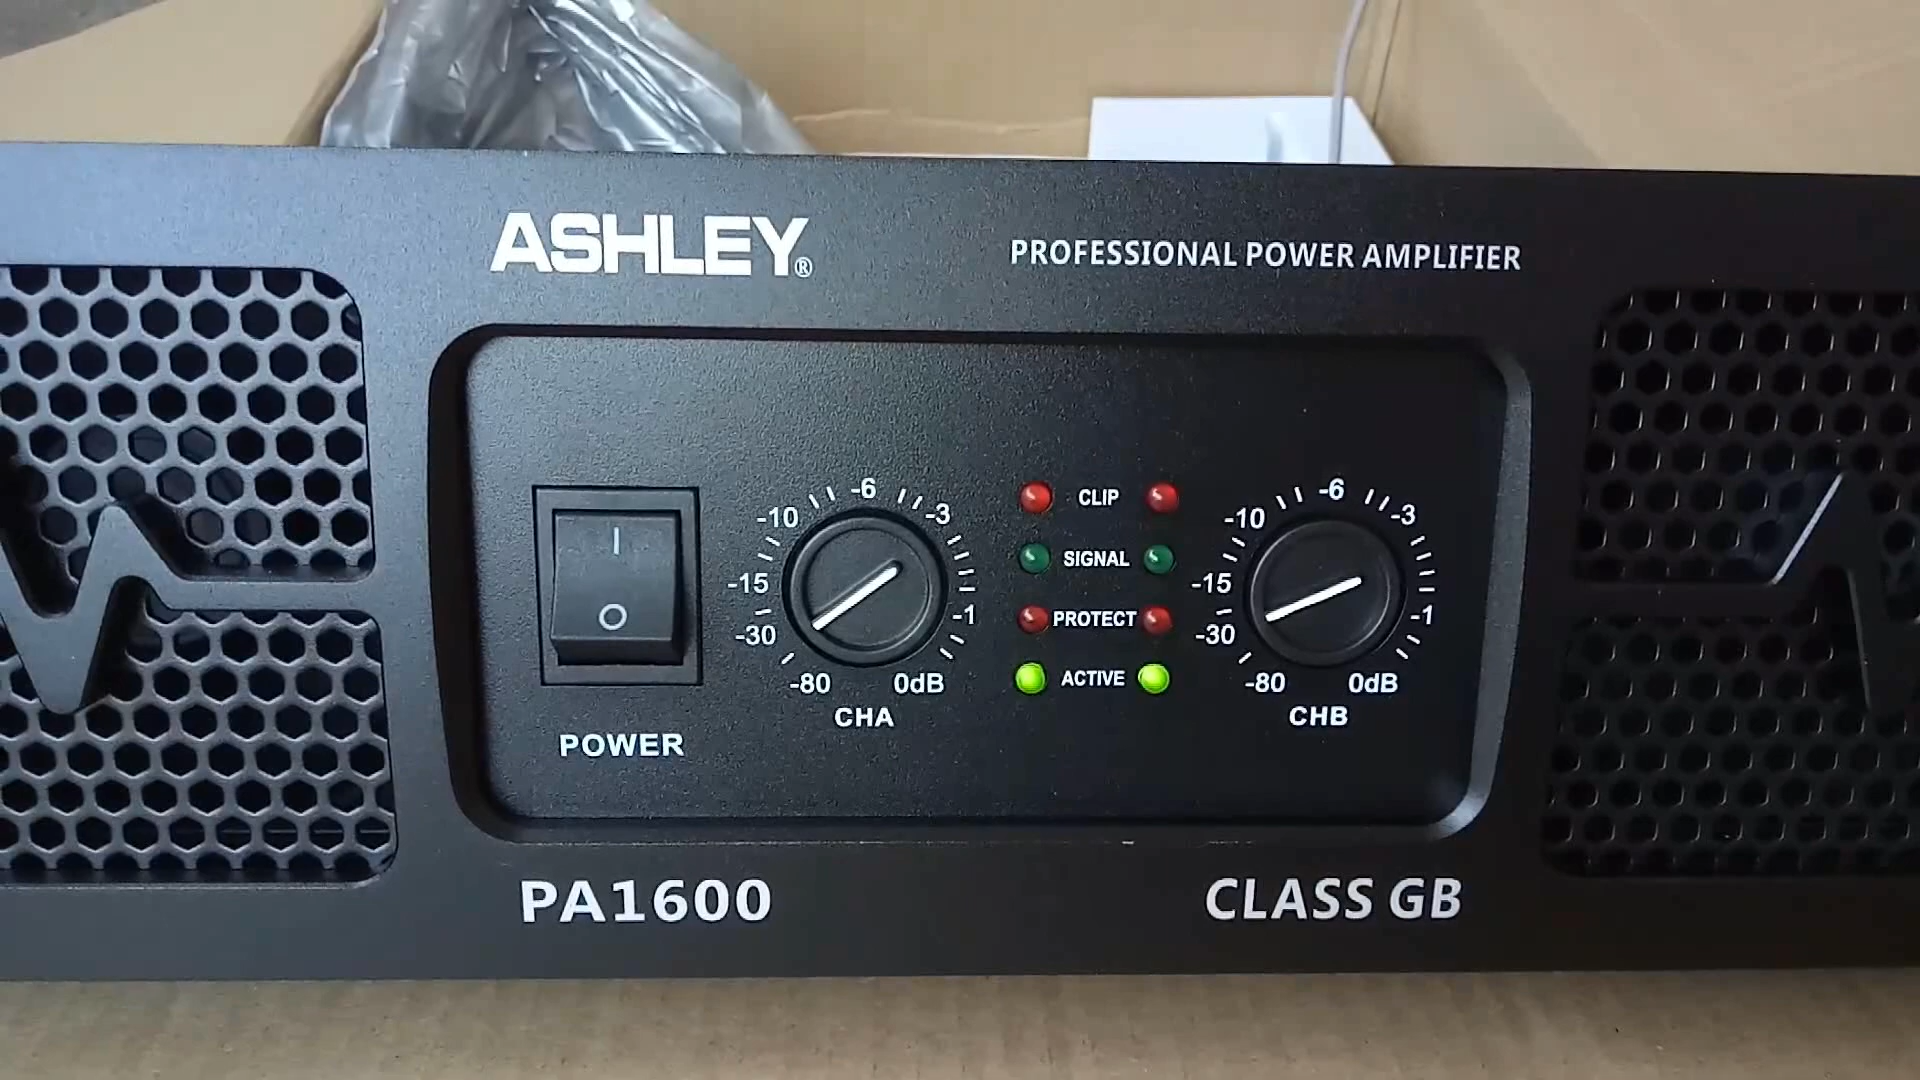 ASHLEY®
PROFESSIONAL POWER AMPLIFIER
-6
-10
-3
-15
-1
-30
-80
0dB
CHA
CLIP
SIGNAL
PROTECT
ACTIVE
-6
-10
-3
-15
-1
-30
-80
0dB
CHB
I
O
POWER
PA1600
CLASS GB